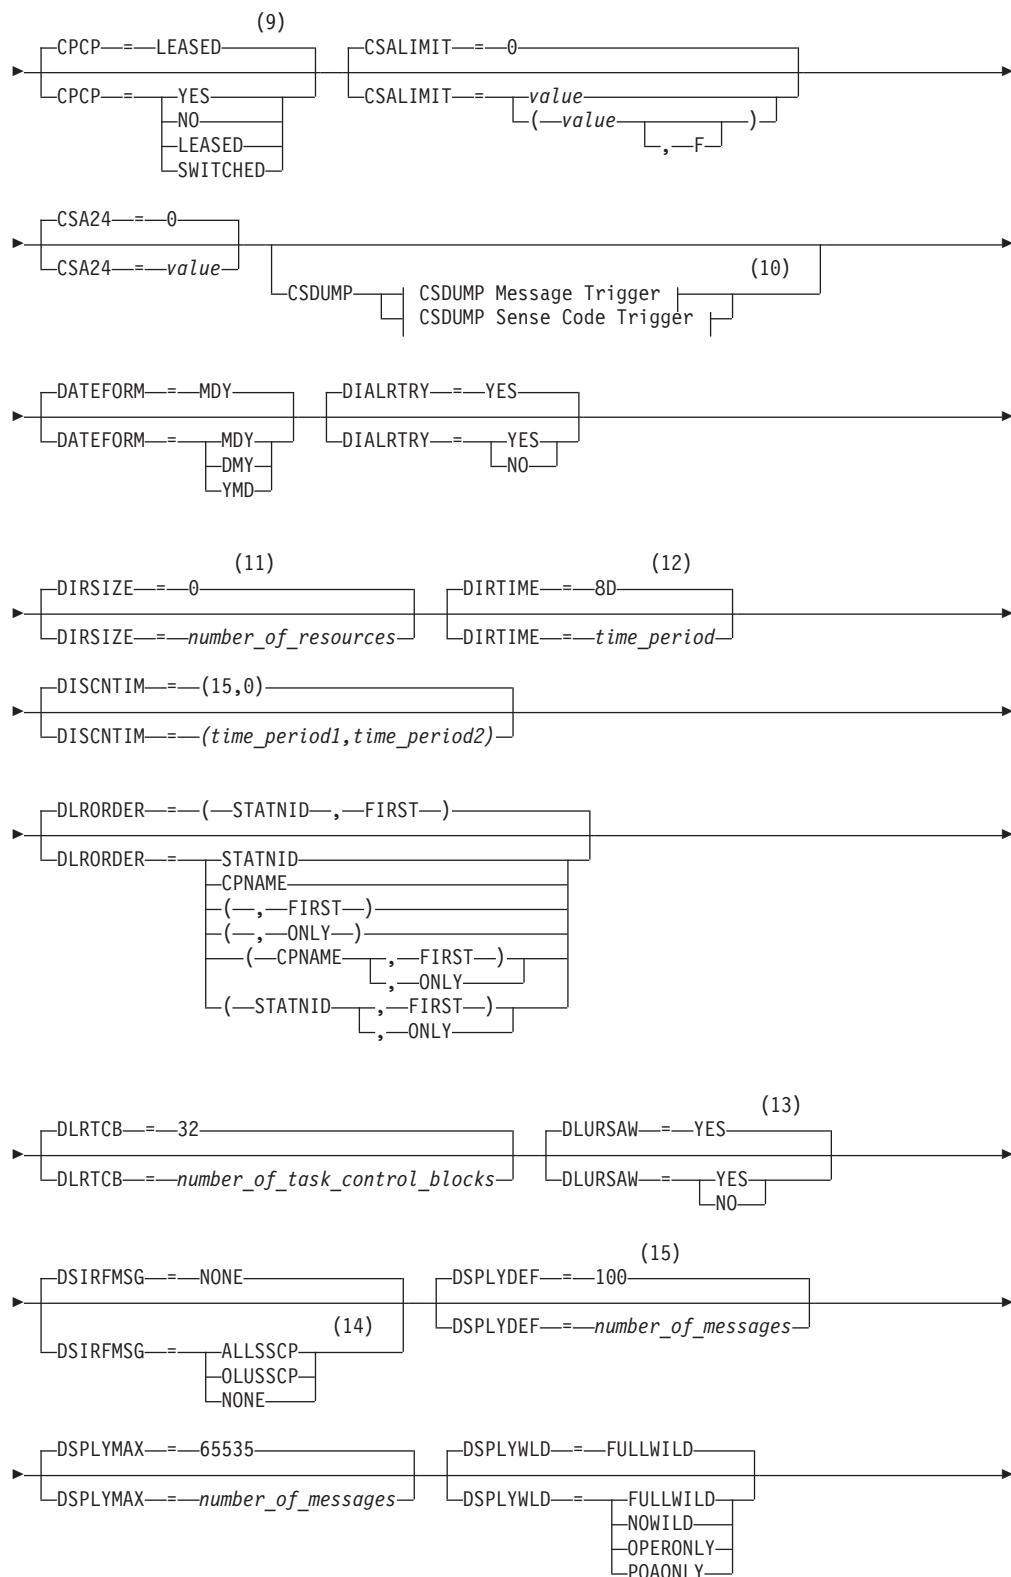 (9)
CPCP = LEASED CSALIMIT = 0
CPCP = YES CSALIMIT = value
NO ( value )
LEASED , F
SWITCHED
CSA24 = 0
CSA24 = value (10)
CSDUMP CSDUMP Message Trigger
CSDUMP Sense Code Trigger
DATEFORM = MDY DIALRTRY = YES
DATEFORM = MDY DIALRTRY = YES
DMY NO
YMD
(11) (12)
DIRSIZE = 0 DIRTIME = 8D
DIRSIZE = number_of_resources DIRTIME = time_period
DISCNTIM = (15,0)
DISCNTIM = (time_period1,time_period2)
DLRORDER = ( STATNID , FIRST )
DLRORDER = STATNID
CPNAME
( , FIRST )
( , ONLY )
( CPNAME , FIRST )
, ONLY
( STATNID , FIRST )
, ONLY
(13)
DLRTCB = 32 DLURSAW = YES
DLRTCB = number_of_task_control_blocks DLURSAW = YES
NO
(15)
DSIRFMSG = NONE DSPLYDEF = 100
(14) DSPLYDEF = number_of_messages
DSIRFMSG = ALLSSCP
OLUSSCP
NONE
DSPLYMAX = 65535 DSPLYWLD = FULLWILD
DSPLYMAX = number_of_messages DSPLYWLD = FULLWILD
NOWILD
OPERONLY
POAONLY